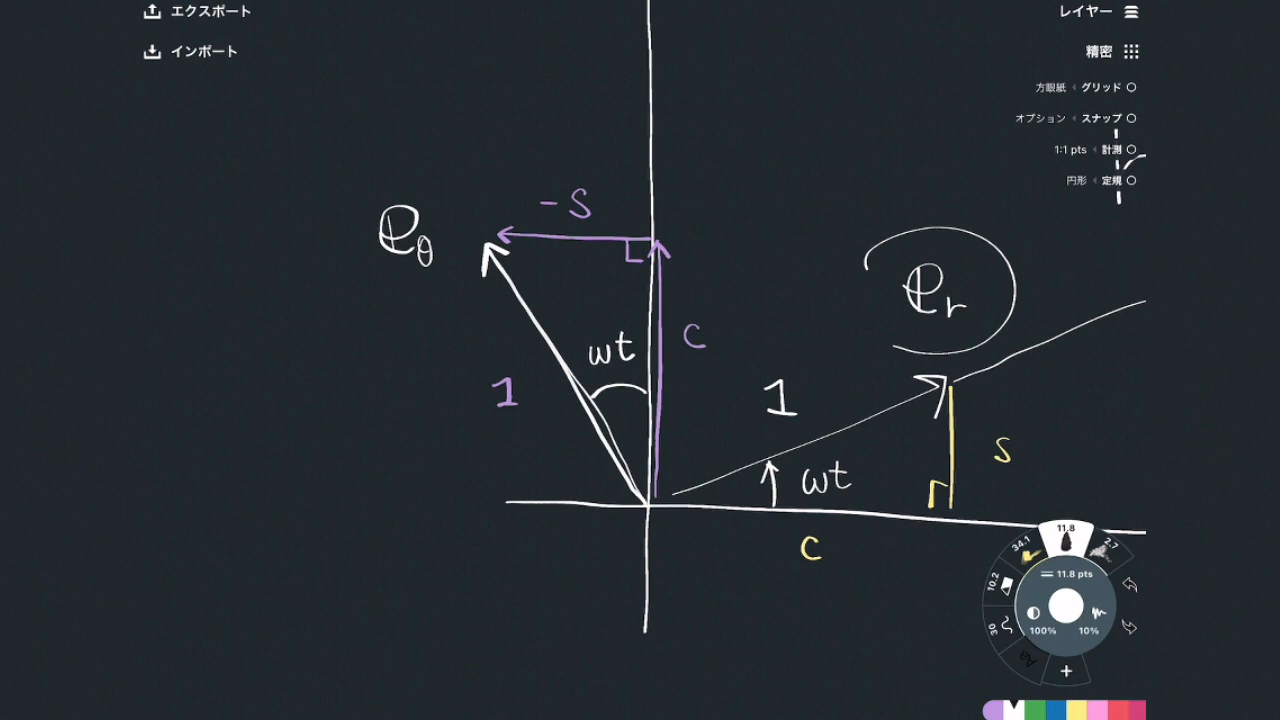 エクスポート
インポート
レイヤー
精密
方眼紙 グリッド
オプション スナップ
1:1 pts 計測
円形 定規
-s
eθ
er
ωt
c
1
1
s
ωt
c
11.8
34.1
2.7
10.2
11.8 pts
30
100% 10%
Aa
+